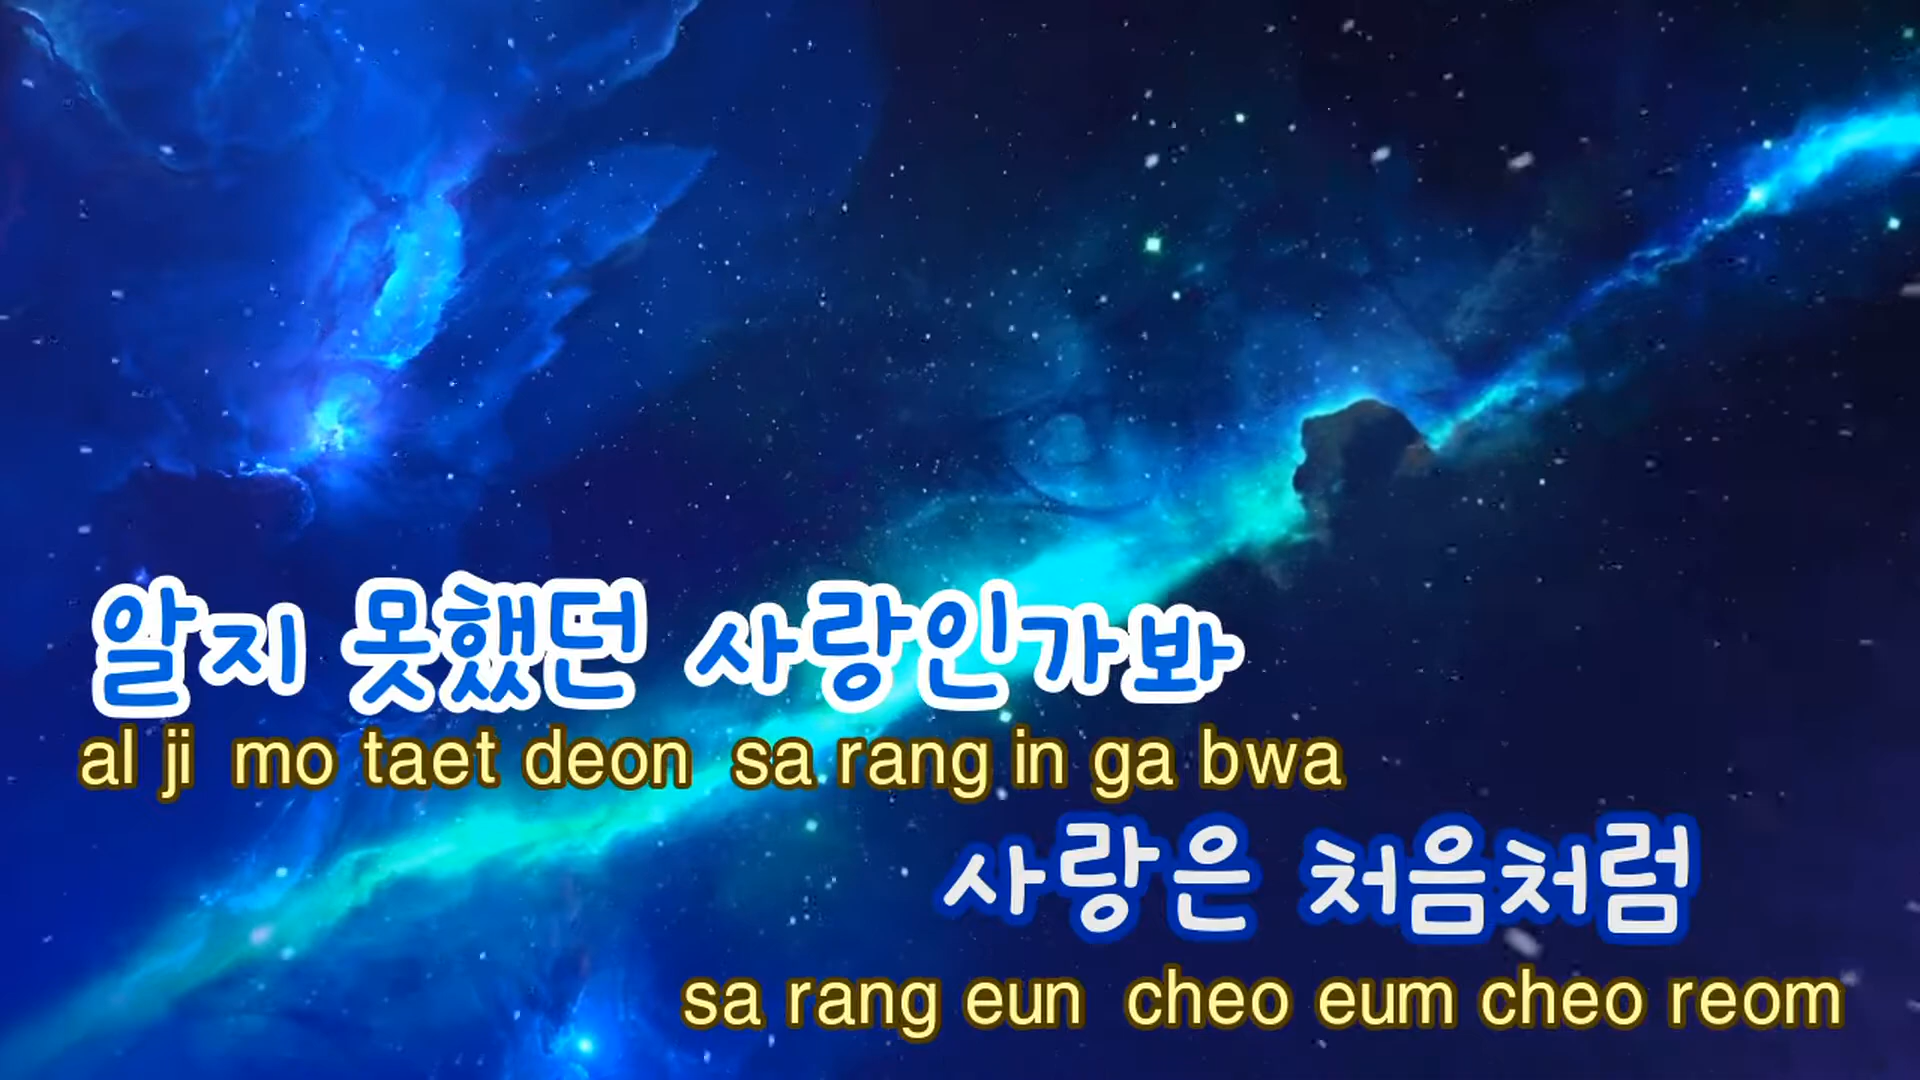 알지 못했던 사랑인가봐
al ji mo taet deon sa rang in ga bwa
사랑은 처음처럼
sa rang eun cheo eum cheo reom